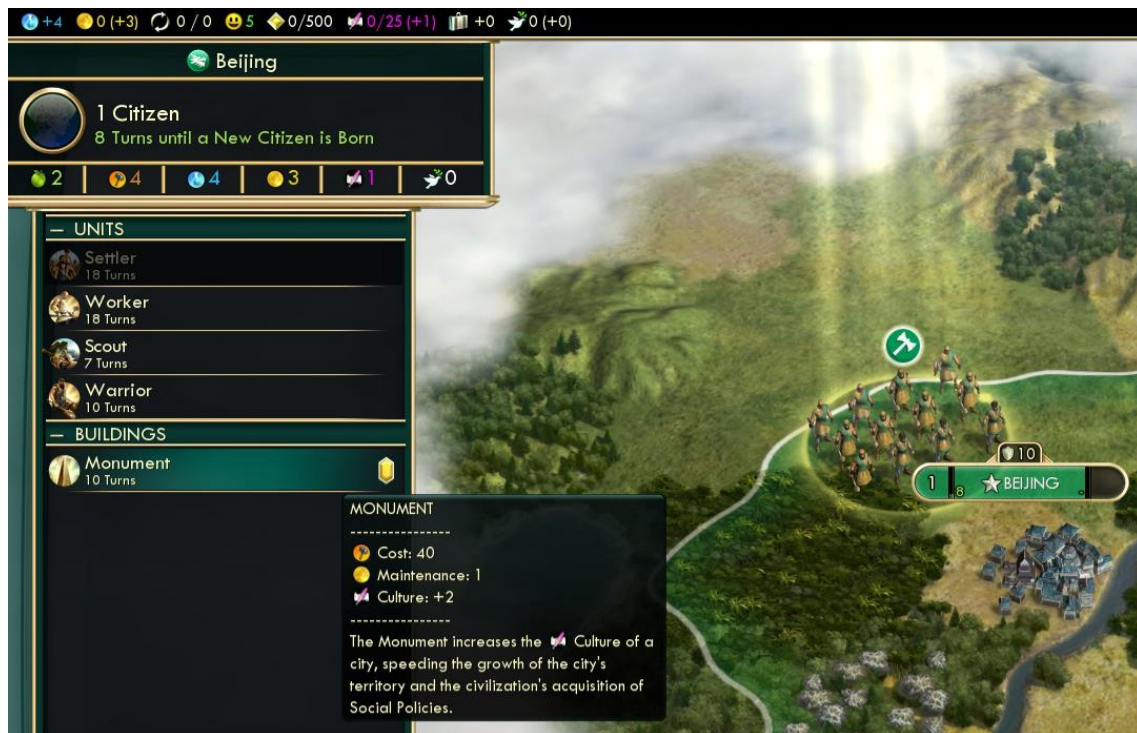 +4 0 (+3) 0 / 0 5 0/500 0/25 (+1) +0 0 (+0)
Beijing
1 Citizen
8 Turns until a New Citizen is Born
2 4 4 3 1 0
— UNITS
Settler
18 Turns
Worker
18 Turns
Scout
7 Turns
Warrior
10 Turns
— BUILDINGS
Monument
10 Turns
MONUMENT
----------------
Cost: 40
Maintenance: 1
Culture: +2
----------------
The Monument increases the Culture of a
city, speeding the growth of the city's
territory and the civilization's acquisition of
Social Policies.
10
1 8 BEIJING